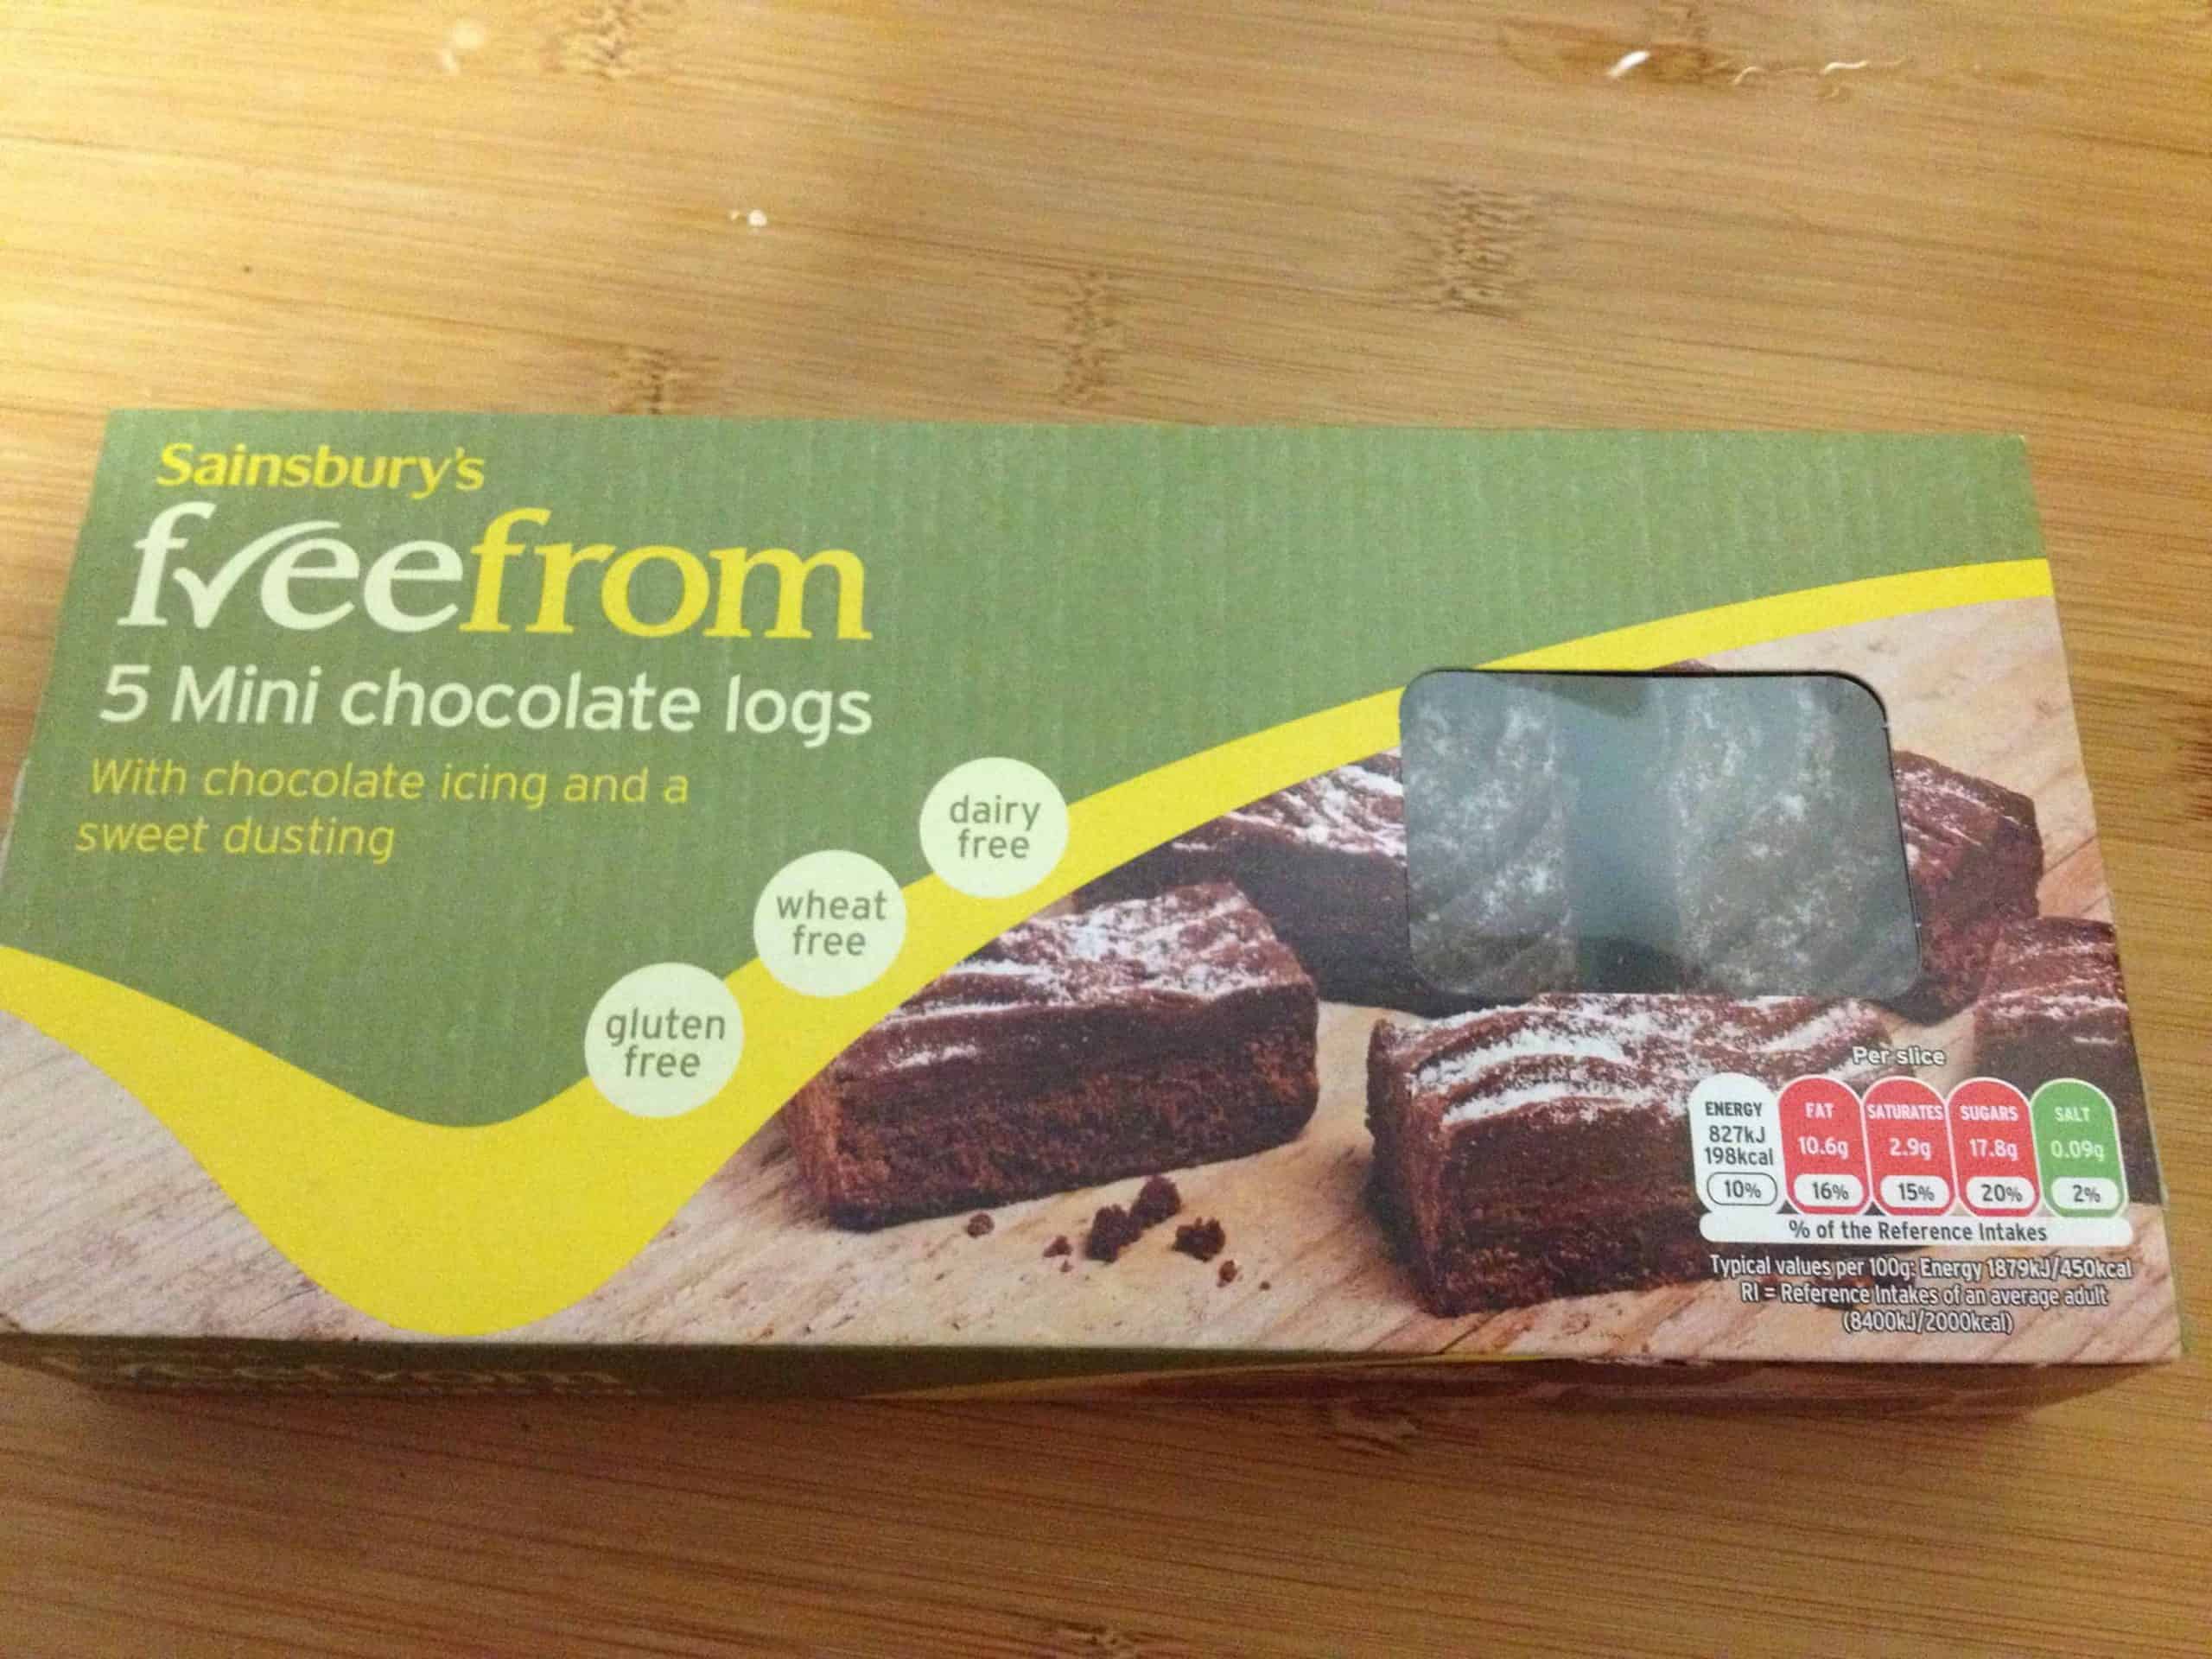 Sainsbury's
freefrom
5 Mini chocolate logs
With chocolate icing and a
sweet dusting
dairy
free
wheat
free
gluten
free
Per slice
ENERGY FAT SATURATES SUGARS SALT
827kJ
198kcal 10.6g 2.9g 17.8g 0.09g
10% 16% 15% 20% 2%
% of the Reference Intakes
Typical values per 100g: Energy 1879kJ/450kcal
RI = Reference Intakes of an average adult
(8400kJ/2000kcal)